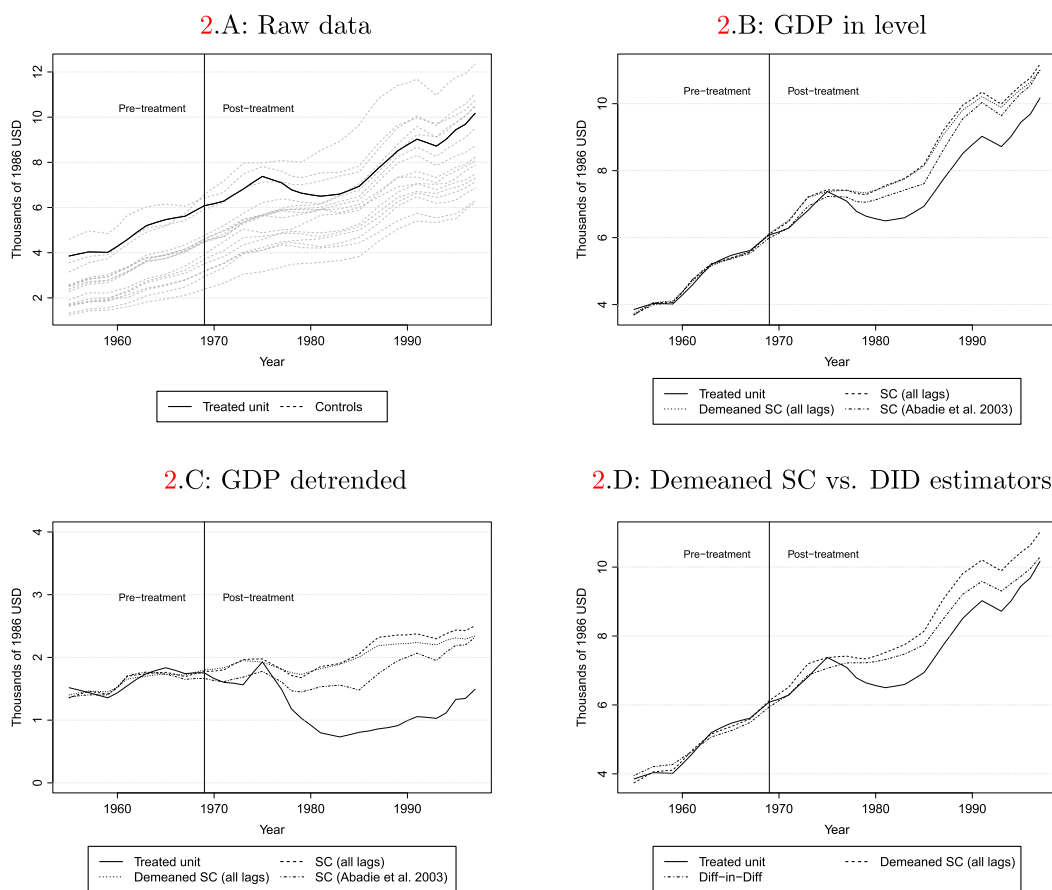 2.A: Raw data
Thousands of 1986 USD
12
10
8
6
4
2
Pre−treatment
Post−treatment
1960
1970
1980
1990
Year
Treated unit
Controls
2.B: GDP in level
Thousands of 1986 USD
10
8
6
4
Pre−treatment
Post−treatment
1960
1970
1980
1990
Year
Treated unit
SC (all lags)
Demeaned SC (all lags)
SC (Abadie et al. 2003)
2.C: GDP detrended
Thousands of 1986 USD
4
3
2
1
0
Pre−treatment
Post−treatment
1960
1970
1980
1990
Year
Treated unit
SC (all lags)
Demeaned SC (all lags)
SC (Abadie et al. 2003)
2.D: Demeaned SC vs. DID estimators
Thousands of 1986 USD
10
8
6
4
Pre−treatment
Post−treatment
1960
1970
1980
1990
Year
Treated unit
Demeaned SC (all lags)
Diff−in−Diff